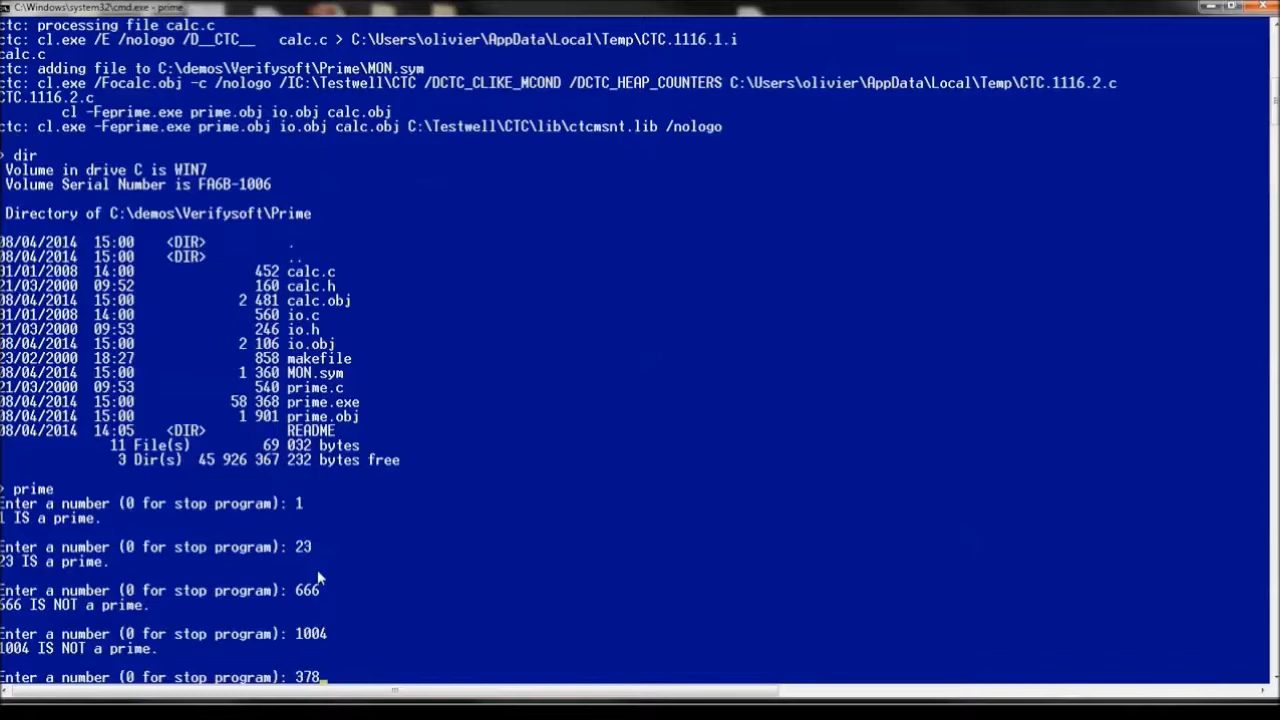 C:\Windows\system32\cmd.exe - prime
ctc: processing file calc.c
ctc: cl.exe /E /nologo /D__CTC__ calc.c > C:\Users\olivier\AppData\Local\Temp\CTC.1116.1.i
calc.c
ctc: adding file to C:\demos\Verifysoft\Prime\MON.sym
ctc: cl.exe /Focalc.obj -c /nologo /IC:\Testwell\CTC /DCTC_CLIKE_MCOND /DCTC_HEAP_COUNTERS C:\Users\olivier\AppData\Local\Temp\CTC.1116.2.c
CTC.1116.2.c
cl -Feprime.exe prime.obj io.obj calc.obj
ctc: cl.exe -Feprime.exe prime.obj io.obj calc.obj C:\Testwell\CTC\lib\ctcmsnt.lib /nologo
> dir
Volume in drive C is WIN7
Volume Serial Number is FA6B-1006
Directory of C:\demos\Verifysoft\Prime
08/04/2014 15:00 <DIR> .
08/04/2014 15:00 <DIR> ..
01/01/2008 14:00 452 calc.c
21/03/2000 09:52 160 calc.h
08/04/2014 15:00 2 481 calc.obj
01/01/2008 14:00 560 io.c
21/03/2000 09:53 246 io.h
08/04/2014 15:00 2 106 io.obj
23/02/2000 18:27 858 makefile
08/04/2014 15:00 1 360 MON.sym
21/03/2000 09:53 540 prime.c
08/04/2014 15:00 58 368 prime.exe
08/04/2014 15:00 1 901 prime.obj
08/04/2014 14:05 <DIR> README
11 File(s) 69 032 bytes
3 Dir(s) 45 926 367 232 bytes free
> prime
Enter a number (0 for stop program): 1
1 IS a prime.
Enter a number (0 for stop program): 23
23 IS a prime.
Enter a number (0 for stop program): 666
666 IS NOT a prime.
Enter a number (0 for stop program): 1004
1004 IS NOT a prime.
Enter a number (0 for stop program): 378_